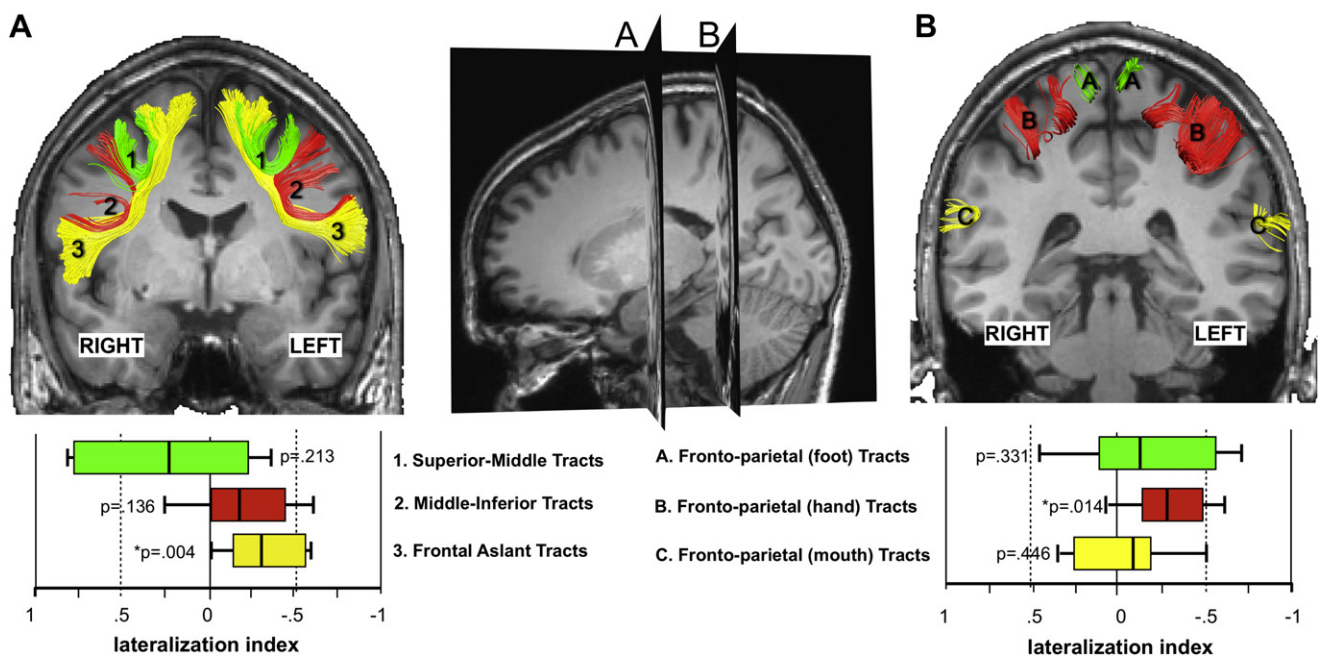 A
A B
B
1
1
2
2
3
3
RIGHT
LEFT
A
A
B
B
C
C
RIGHT
LEFT
p=.213
p=.136
*p=.004
1 .5 0 -.5 -1
lateralization index
1. Superior-Middle Tracts
2. Middle-Inferior Tracts
3. Frontal Aslant Tracts
A. Fronto-parietal (foot) Tracts
B. Fronto-parietal (hand) Tracts
C. Fronto-parietal (mouth) Tracts
p=.331
*p=.014
p=.446
1 .5 0 -.5 -1
lateralization index